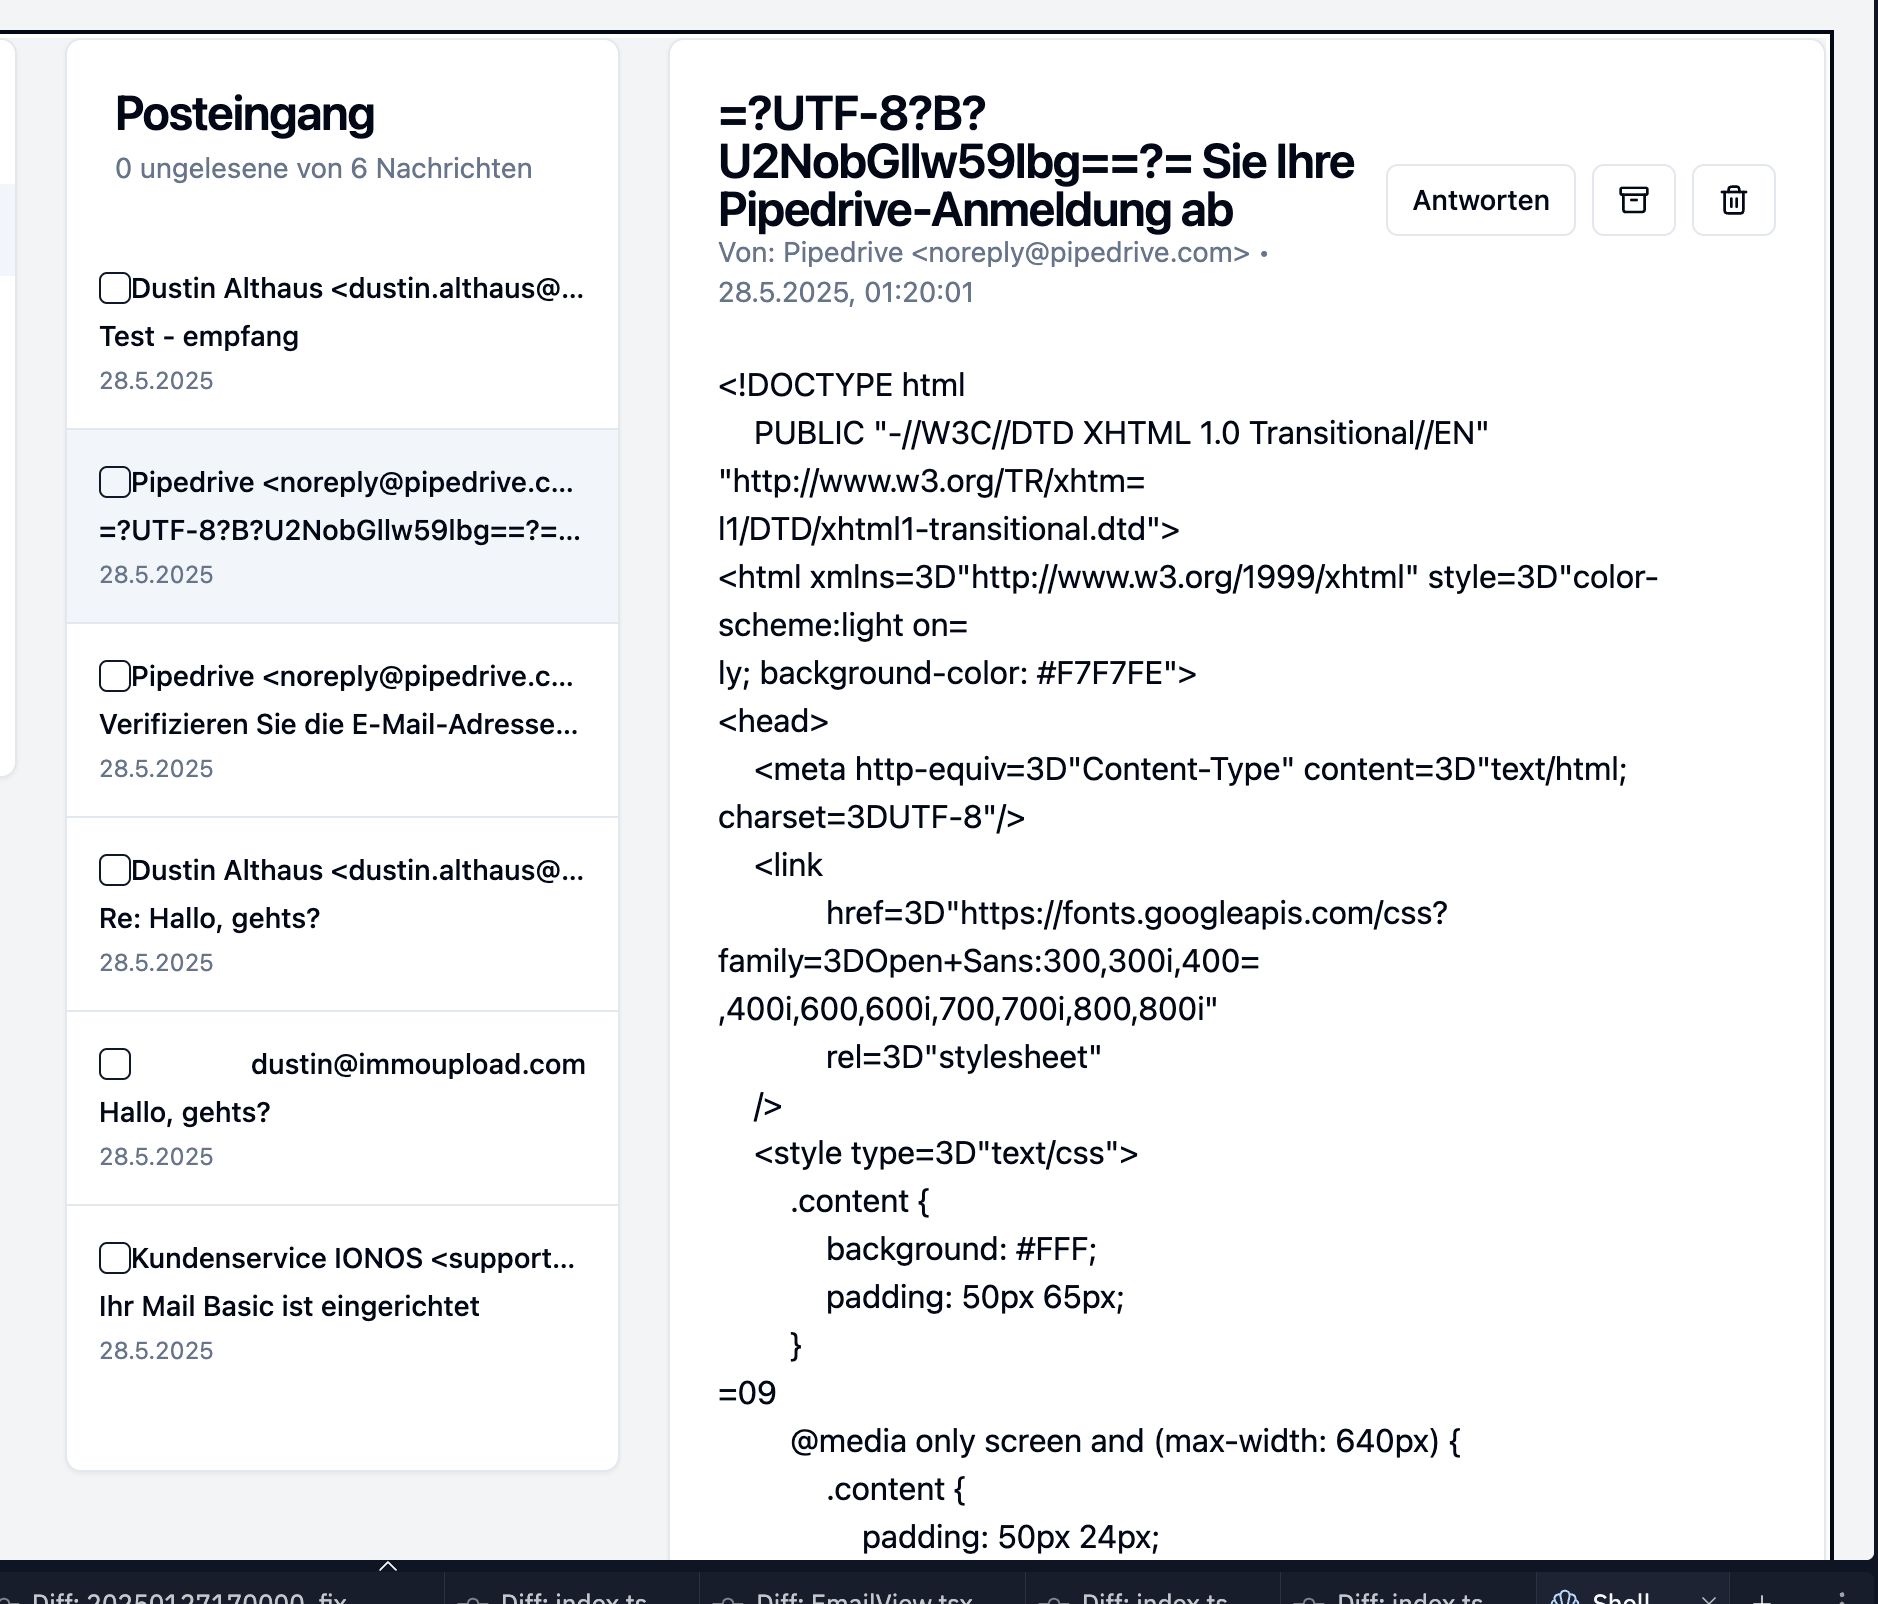 Posteingang
0 ungelesene von 6 Nachrichten
Dustin Althaus <dustin.althaus@...
Test - empfang
28.5.2025
Pipedrive <noreply@pipedrive.c...
=?UTF-8?B?U2NobGllw59lbg==?=...
28.5.2025
Pipedrive <noreply@pipedrive.c...
Verifizieren Sie die E-Mail-Adresse...
28.5.2025
Dustin Althaus <dustin.althaus@...
Re: Hallo, gehts?
28.5.2025
dustin@immoupload.com
Hallo, gehts?
28.5.2025
Kundenservice IONOS <support...
Ihr Mail Basic ist eingerichtet
28.5.2025
=?UTF-8?B?
U2NobGllw59lbg==?= Sie Ihre
Pipedrive-Anmeldung ab
Von: Pipedrive <noreply@pipedrive.com> •
28.5.2025, 01:20:01
Antworten
<!DOCTYPE html
PUBLIC "-//W3C//DTD XHTML 1.0 Transitional//EN"
"http://www.w3.org/TR/xhtm=
l1/DTD/xhtml1-transitional.dtd">
<html xmlns=3D"http://www.w3.org/1999/xhtml" style=3D"color-
scheme:light on=
ly; background-color: #F7F7FE">
<head>
<meta http-equiv=3D"Content-Type" content=3D"text/html;
charset=3DUTF-8"/>
<link
href=3D"https://fonts.googleapis.com/css?
family=3DOpen+Sans:300,300i,400=
,400i,600,600i,700,700i,800,800i"
rel=3D"stylesheet"
/>
<style type=3D"text/css">
.content {
background: #FFF;
padding: 50px 65px;
}
=09
@media only screen and (max-width: 640px) {
.content {
padding: 50px 24px;
Diff: 20250127170000_fix
Diff: index.ts
Diff: EmailView.tsx
Diff: index.ts
Diff: index.ts
Shell